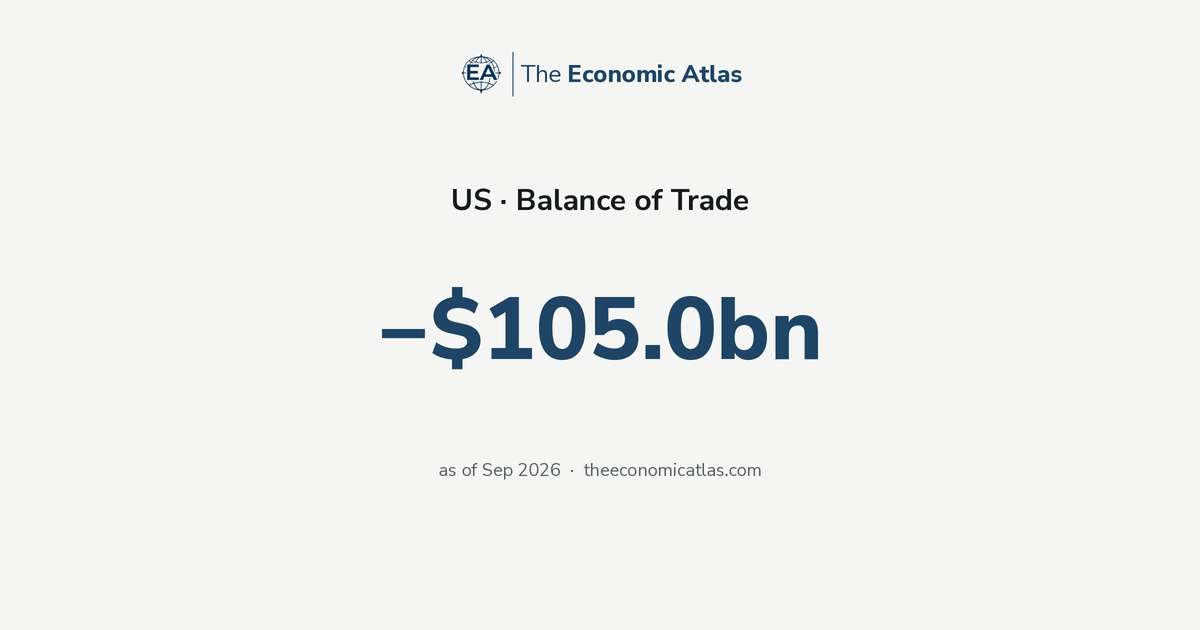 EA The Economic Atlas
US · Balance of Trade
−$105.0bn
as of Sep 2026 · theeconomicatlas.com